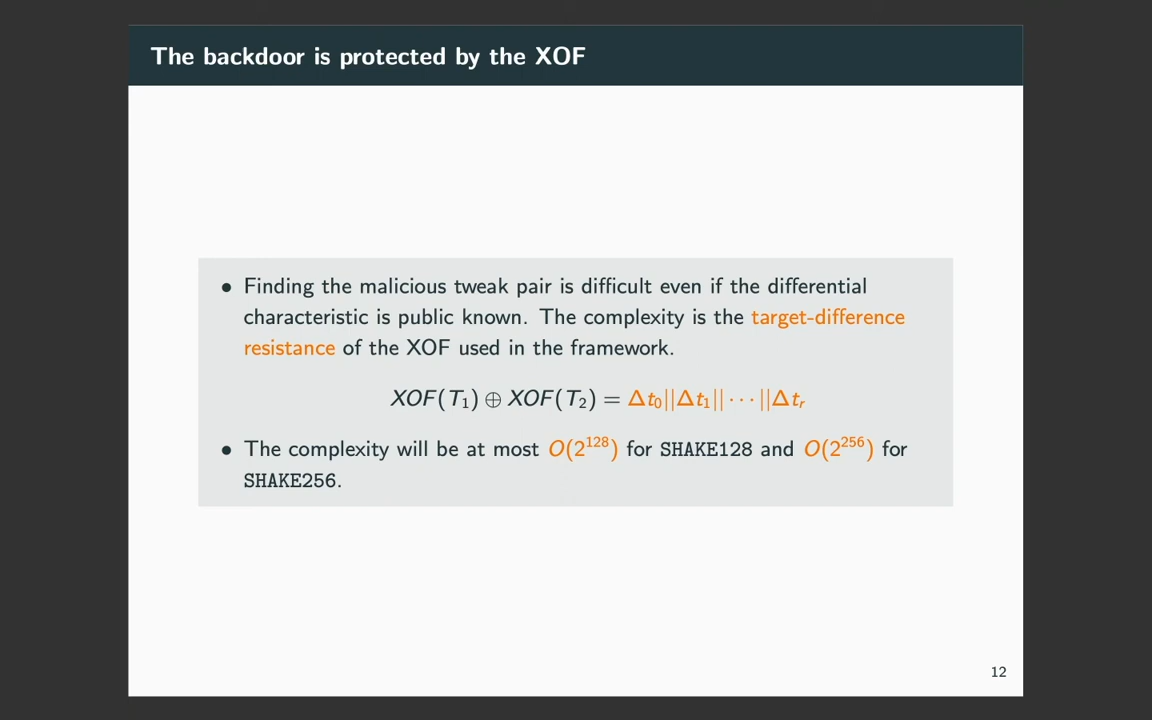 The backdoor is protected by the XOF
• Finding the malicious tweak pair is difficult even if the differential
characteristic is public known. The complexity is the target-difference
resistance of the XOF used in the framework.
XOF(T₁) ⊕ XOF(T₂) = Δt₀||Δt₁|| · · · ||Δtᵣ
• The complexity will be at most O(2¹²⁸) for SHAKE128 and O(2²⁵⁶) for
SHAKE256.
12